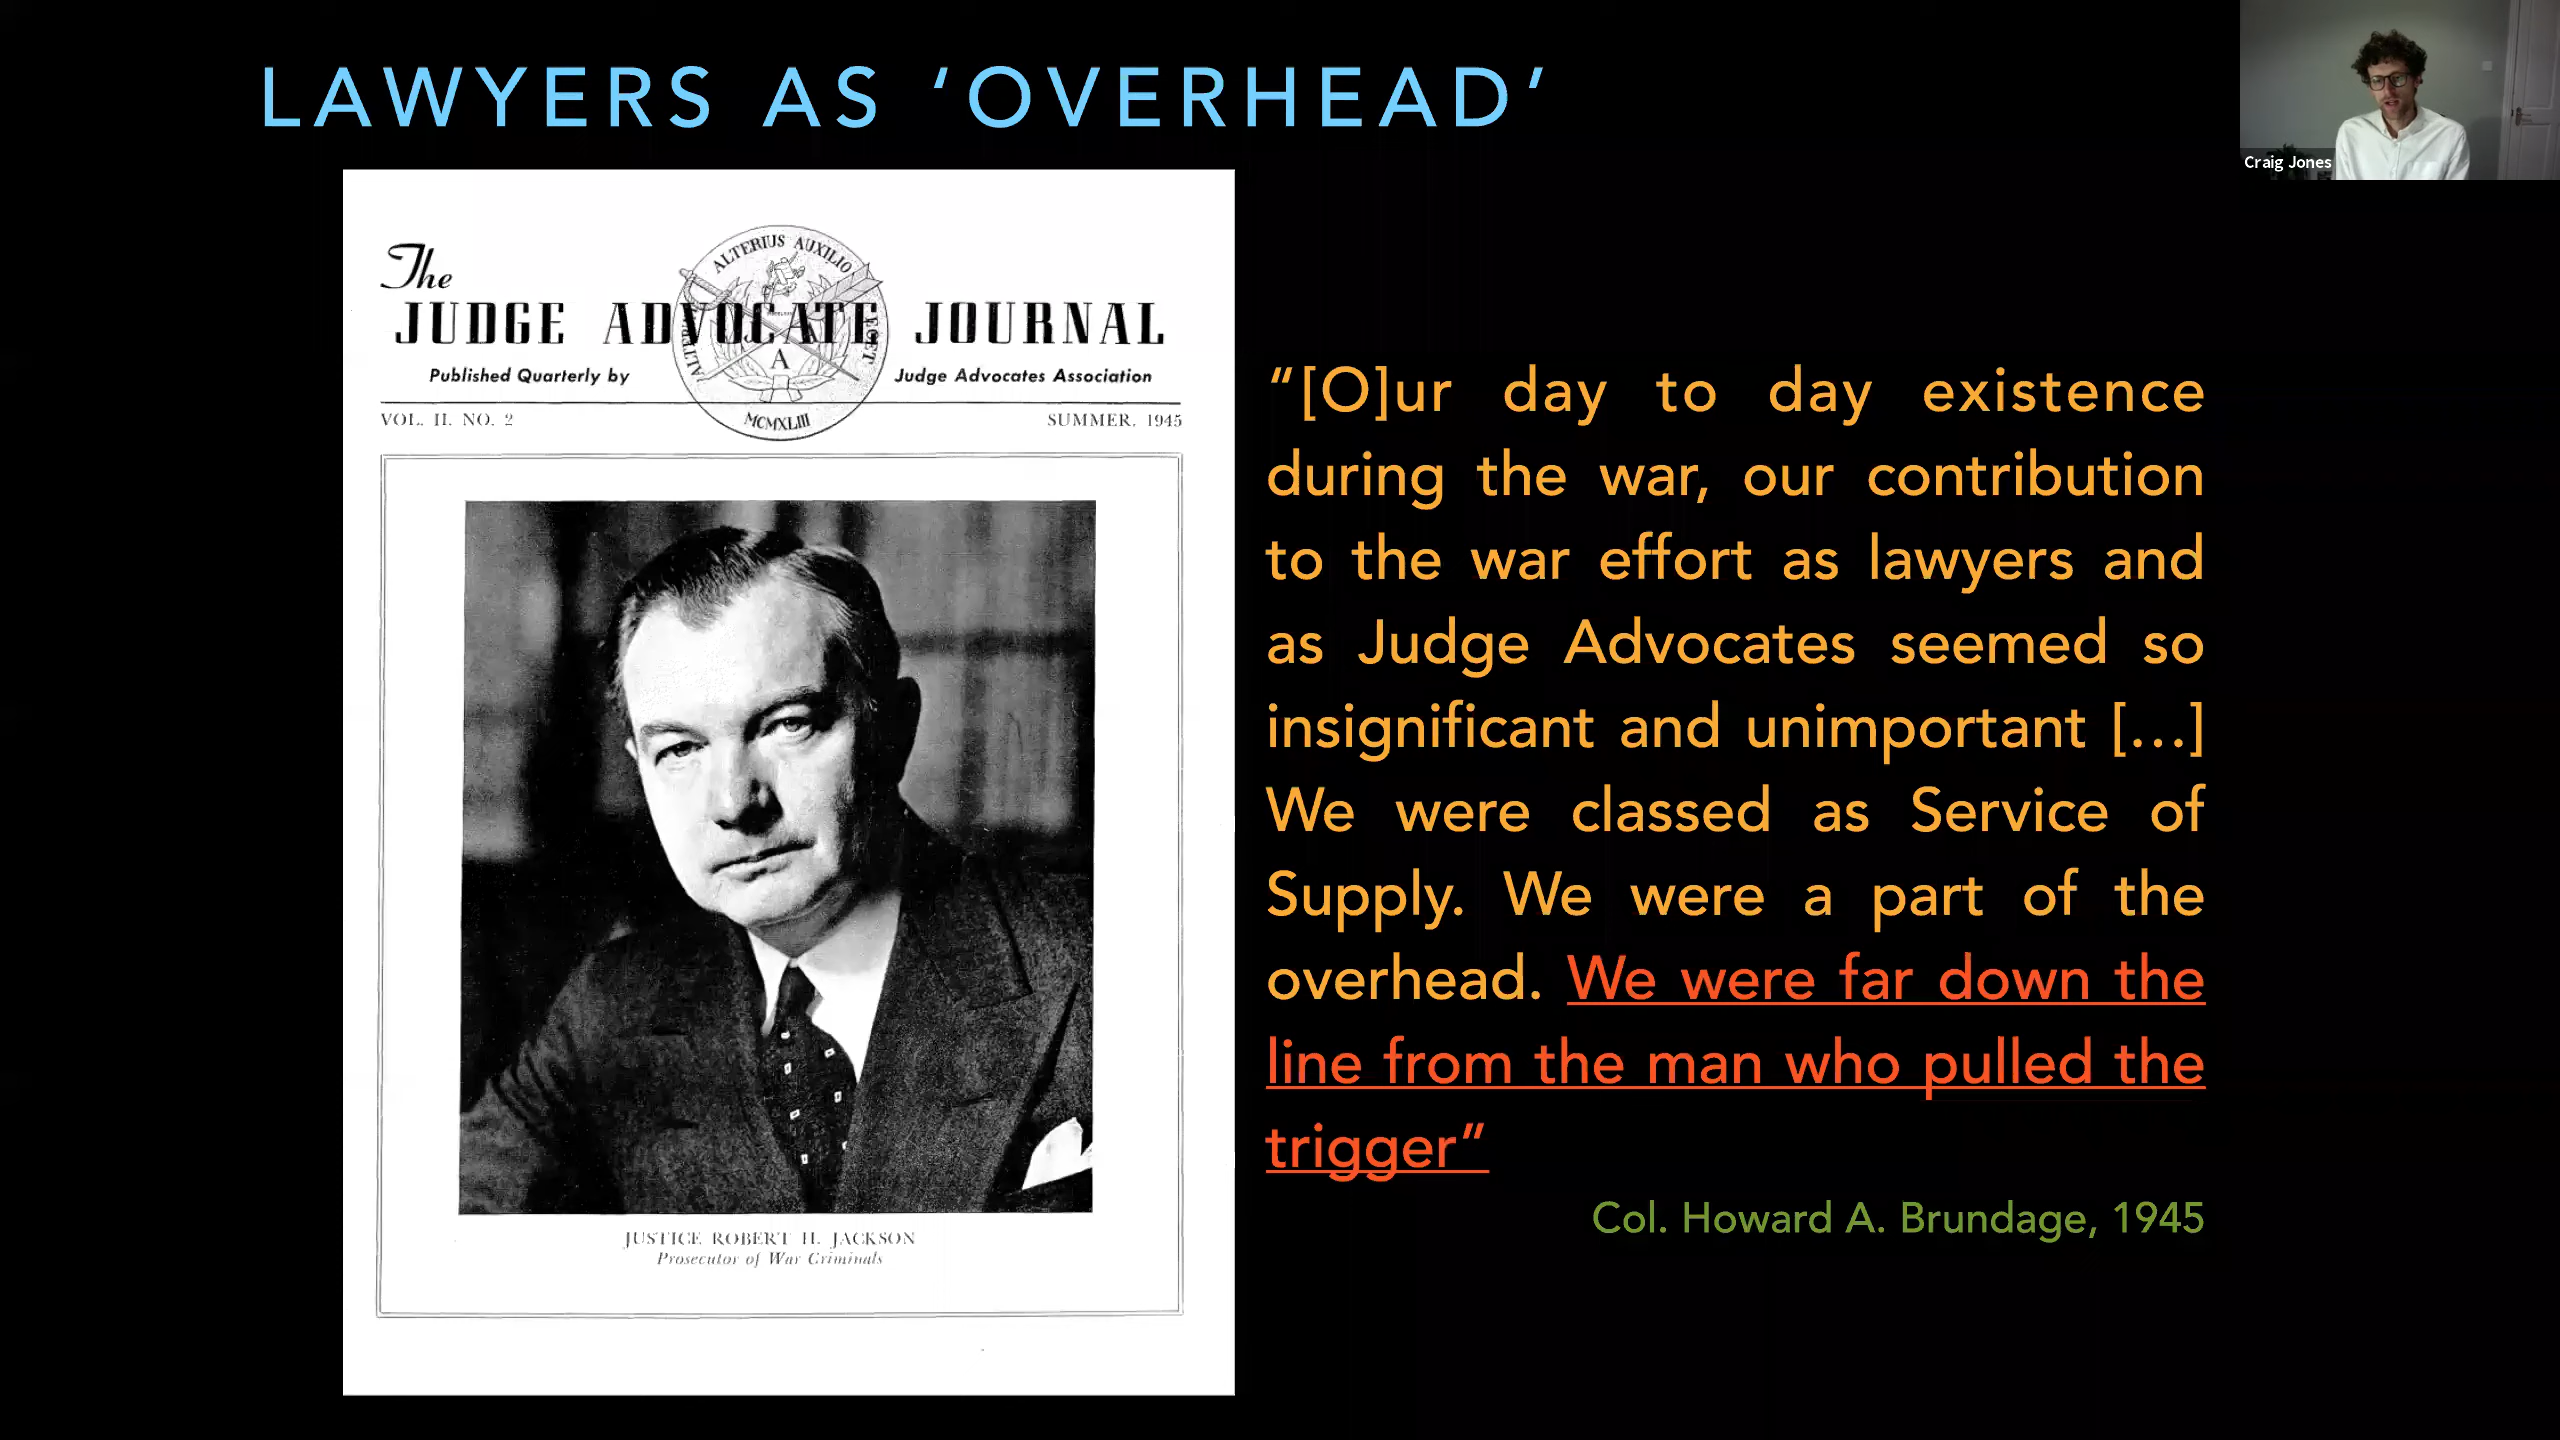 LAWYERS AS ‘OVERHEAD’
Craig Jones
The
ALTERIUS AUXILIO
JUDGE ADVOCATE JOURNAL
ALTERA
EGET
A
Published Quarterly by
Judge Advocates Association
MCMXLIII
VOL. II. NO. 2
SUMMER, 1945
JUSTICE ROBERT H. JACKSON
Prosecutor of War Criminals
“[O]ur day to day existence
during the war, our contribution
to the war effort as lawyers and
as Judge Advocates seemed so
insignificant and unimportant […]
We were classed as Service of
Supply. We were a part of the
overhead. We were far down the
line from the man who pulled the
trigger”
Col. Howard A. Brundage, 1945